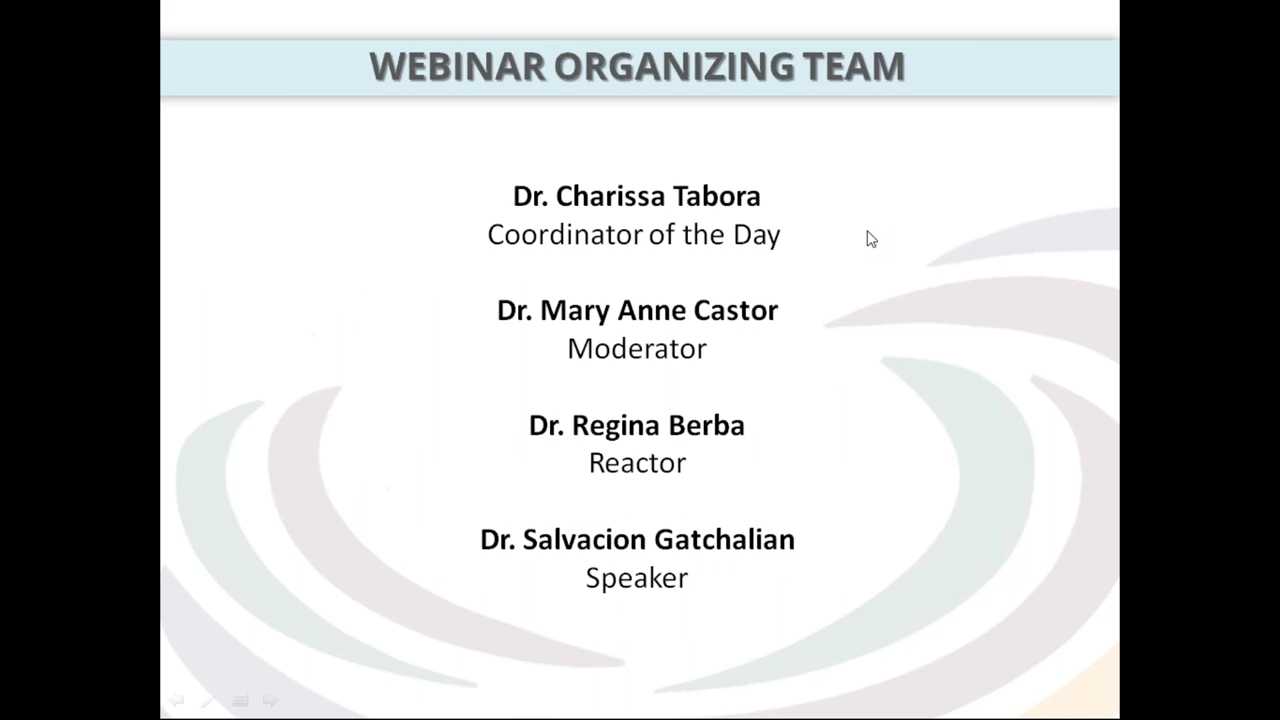 WEBINAR ORGANIZING TEAM
Dr. Charissa Tabora
Coordinator of the Day
Dr. Mary Anne Castor
Moderator
Dr. Regina Berba
Reactor
Dr. Salvacion Gatchalian
Speaker